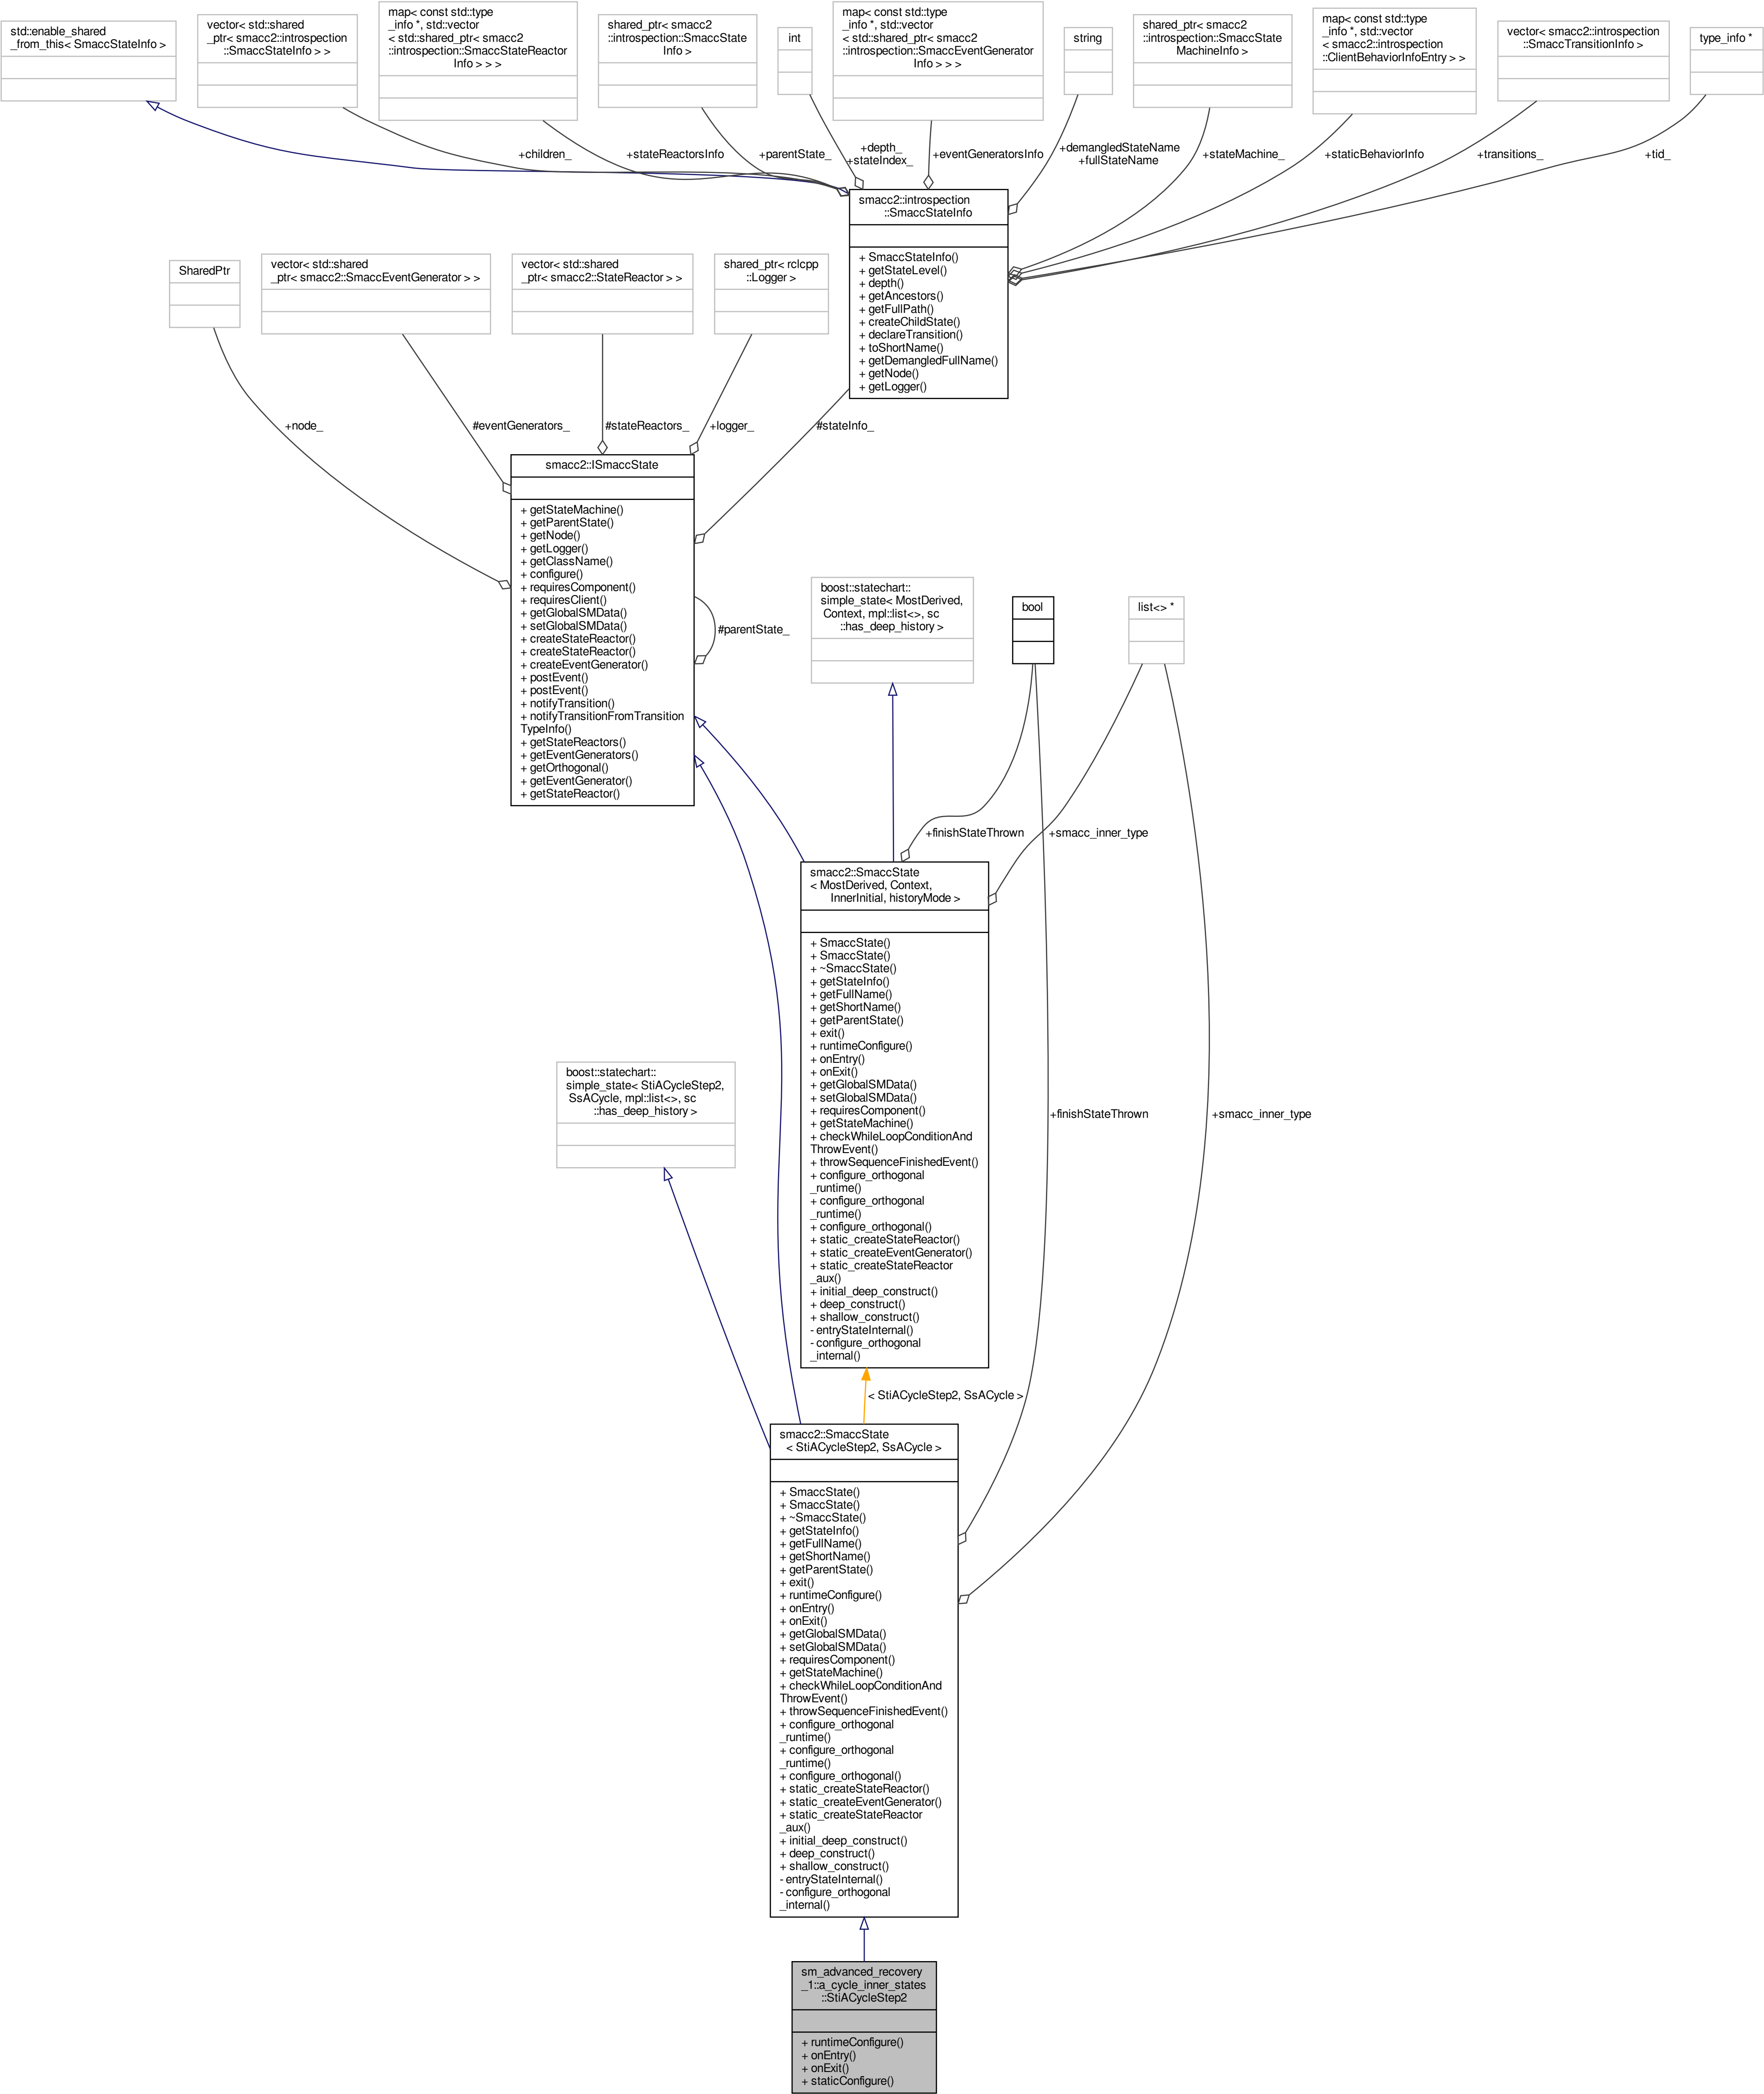 std::enable_shared
_from_this< SmaccStateInfo >
vector< std::shared
_ptr< smacc2::introspection
::SmaccStateInfo > >
map< const std::type
_info *, std::vector
< std::shared_ptr< smacc2
::introspection::SmaccStateReactor
Info > > >
shared_ptr< smacc2
::introspection::SmaccState
Info >
int
map< const std::type
_info *, std::vector
< std::shared_ptr< smacc2
::introspection::SmaccEventGenerator
Info > > >
string
shared_ptr< smacc2
::introspection::SmaccState
MachineInfo >
map< const std::type
_info *, std::vector
< smacc2::introspection
::ClientBehaviorInfoEntry > >
vector< smacc2::introspection
::SmaccTransitionInfo >
type_info *
+children_
+stateReactorsInfo
+parentState_
+depth_
+stateIndex_
+eventGeneratorsInfo
+demangledStateName
+fullStateName
+stateMachine_
+staticBehaviorInfo
+transitions_
+tid_
smacc2::introspection
::SmaccStateInfo
+ SmaccStateInfo()
+ getStateLevel()
+ depth()
+ getAncestors()
+ getFullPath()
+ createChildState()
+ declareTransition()
+ toShortName()
+ getDemangledFullName()
+ getNode()
+ getLogger()
SharedPtr
vector< std::shared
_ptr< smacc2::SmaccEventGenerator > >
vector< std::shared
_ptr< smacc2::StateReactor > >
shared_ptr< rclcpp
::Logger >
+node_
#eventGenerators_
#stateReactors_
+logger_
#stateInfo_
smacc2::ISmaccState
+ getStateMachine()
+ getParentState()
+ getNode()
+ getLogger()
+ getClassName()
+ configure()
+ requiresComponent()
+ requiresClient()
+ getGlobalSMData()
+ setGlobalSMData()
+ createStateReactor()
+ createStateReactor()
+ createEventGenerator()
+ postEvent()
+ postEvent()
+ notifyTransition()
+ notifyTransitionFromTransition
TypeInfo()
+ getStateReactors()
+ getEventGenerators()
+ getOrthogonal()
+ getEventGenerator()
+ getStateReactor()
#parentState_
boost::statechart::
simple_state< MostDerived,
Context, mpl::list<>, sc
::has_deep_history >
bool
list<> *
+finishStateThrown
+smacc_inner_type
smacc2::SmaccState
< MostDerived, Context,
InnerInitial, historyMode >
+ SmaccState()
+ SmaccState()
+ ~SmaccState()
+ getStateInfo()
+ getFullName()
+ getShortName()
+ getParentState()
+ exit()
+ runtimeConfigure()
+ onEntry()
+ onExit()
+ getGlobalSMData()
+ setGlobalSMData()
+ requiresComponent()
+ getStateMachine()
+ checkWhileLoopConditionAnd
ThrowEvent()
+ throwSequenceFinishedEvent()
+ configure_orthogonal
_runtime()
+ configure_orthogonal
_runtime()
+ configure_orthogonal()
+ static_createStateReactor()
+ static_createEventGenerator()
+ static_createStateReactor
_aux()
+ initial_deep_construct()
+ deep_construct()
+ shallow_construct()
- entryStateInternal()
- configure_orthogonal
_internal()
boost::statechart::
simple_state< StiACycleStep2,
SsACycle, mpl::list<>, sc
::has_deep_history >
+finishStateThrown
+smacc_inner_type
< StiACycleStep2, SsACycle >
smacc2::SmaccState
< StiACycleStep2, SsACycle >
+ SmaccState()
+ SmaccState()
+ ~SmaccState()
+ getStateInfo()
+ getFullName()
+ getShortName()
+ getParentState()
+ exit()
+ runtimeConfigure()
+ onEntry()
+ onExit()
+ getGlobalSMData()
+ setGlobalSMData()
+ requiresComponent()
+ getStateMachine()
+ checkWhileLoopConditionAnd
ThrowEvent()
+ throwSequenceFinishedEvent()
+ configure_orthogonal
_runtime()
+ configure_orthogonal
_runtime()
+ configure_orthogonal()
+ static_createStateReactor()
+ static_createEventGenerator()
+ static_createStateReactor
_aux()
+ initial_deep_construct()
+ deep_construct()
+ shallow_construct()
- entryStateInternal()
- configure_orthogonal
_internal()
sm_advanced_recovery
_1::a_cycle_inner_states
::StiACycleStep2
+ runtimeConfigure()
+ onEntry()
+ onExit()
+ staticConfigure()